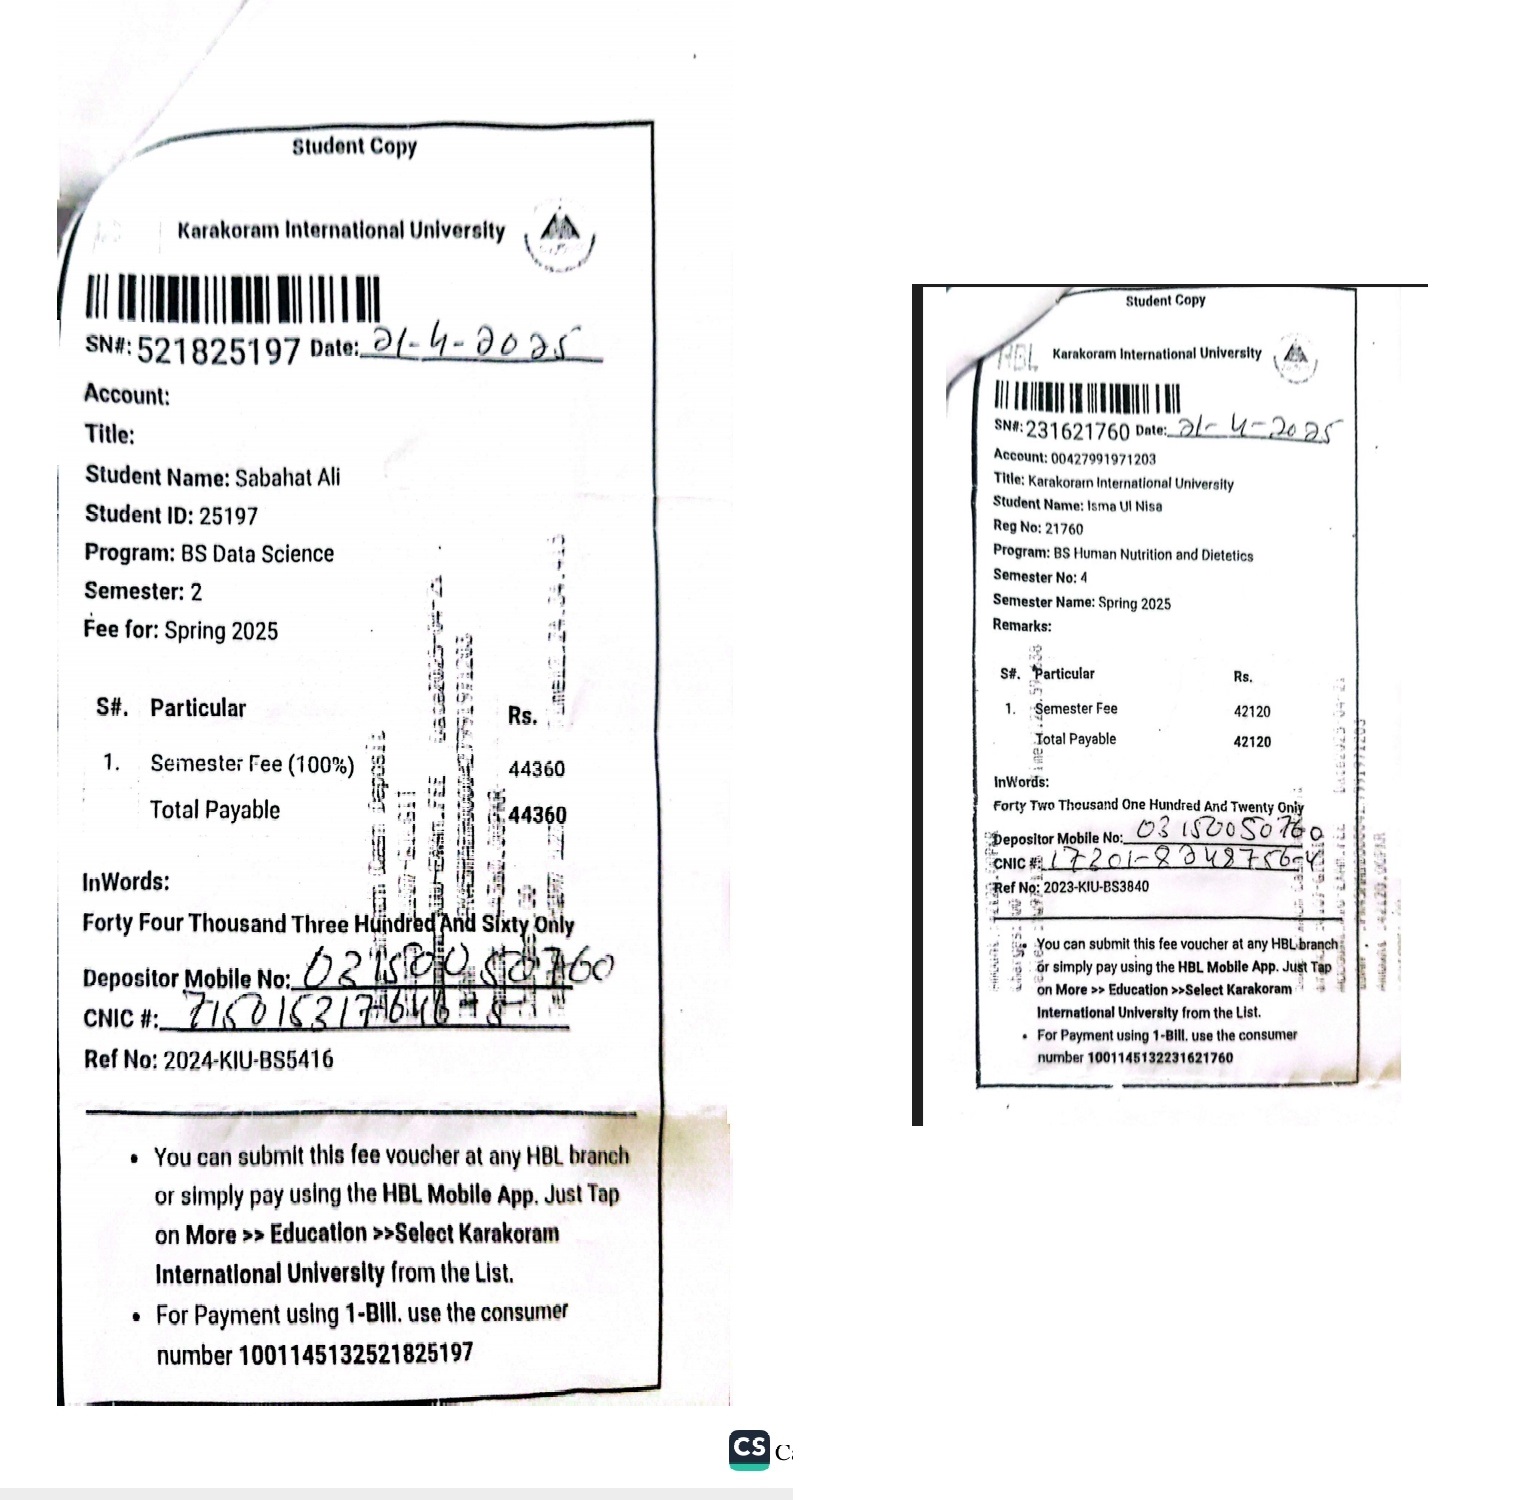 Student Copy
Karakoram International University
SN#: 521825197 Date: 21-4-2025
Account:
Title:
Student Name: Sabahat Ali
Student ID: 25197
Program: BS Data Science
Semester: 2
Fee for: Spring 2025
S#. Particular Rs.
1. Semester Fee (100%) 44360
Total Payable 44360
InWords:
Forty Four Thousand Three Hundred And Sixty Only
Depositor Mobile No:
CNIC #:
Ref No: 2024-KIU-BS5416
• You can submit this fee voucher at any HBL branch
or simply pay using the HBL Mobile App. Just Tap
on More >> Education >>Select Karakoram
International University from the List.
• For Payment using 1-Bill. use the consumer
number 1001145132521825197
CS
Student Copy
HBL Karakoram International University
SN#: 231621760 Date: 21-4-2025
Account: 00427991971203
Title: Karakoram International University
Student Name: Isma Ul Nisa
Reg No: 21760
Program: BS Human Nutrition and Dietetics
Semester No: 4
Semester Name: Spring 2025
Remarks:
S#. Particular Rs.
1. Semester Fee 42120
Total Payable 42120
InWords:
Forty Two Thousand One Hundred And Twenty Only
Depositor Mobile No: 03150050760
CNIC #:
Ref No: 2023-KIU-BS3840
• You can submit this fee voucher at any HBL branch
or simply pay using the HBL Mobile App. Just Tap
on More >> Education >>Select Karakoram
International University from the List.
• For Payment using 1-Bill. use the consumer
number 1001145132231621760